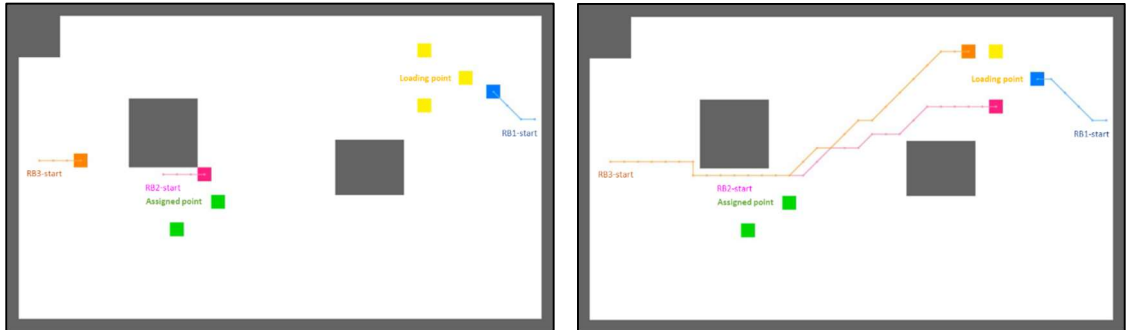 Loading point
RB1-start
RB3-start
RB2-start
Assigned point
Loading point
RB1-start
RB3-start
RB2-start
Assigned point